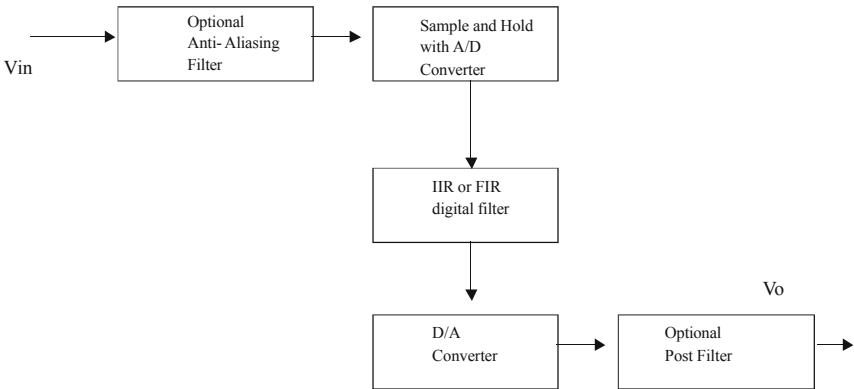 Vin
Optional
Anti- Aliasing
Filter
Sample and Hold
with A/D
Converter
IIR or FIR
digital filter
D/A
Converter
Optional
Post Filter
Vo